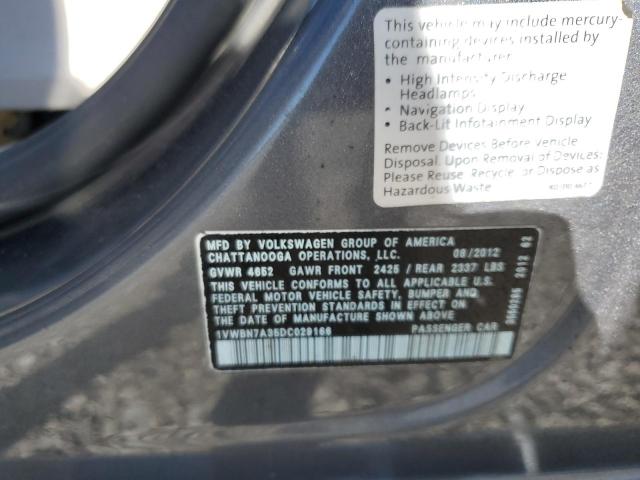 This vehicle may include mercury-
containing devices installed by
the manufacturer
• High Intensity Discharge
Headlamps
• Navigation Display
• Back-Lit Infotainment Display
Remove Devices Before Vehicle
Disposal. Upon Removal of Devices
Please Reuse, Recycle or Dispose as
Hazardous Waste
MFD BY VOLKSWAGEN GROUP OF AMERICA
CHATTANOOGA OPERATIONS, LLC. 08/2012
GVWR 4652 GAWR FRONT 2425 / REAR 2337 LBS
THIS VEHICLE CONFORMS TO ALL APPLICABLE U.S.
FEDERAL MOTOR VEHICLE SAFETY, BUMPER AND
THEFT PREVENTION STANDARDS IN EFFECT ON
DATE OF MANUFACTURE SHOWN ABOVE
1VWBN7A35DC029166 PASSENGER CAR
2012 02